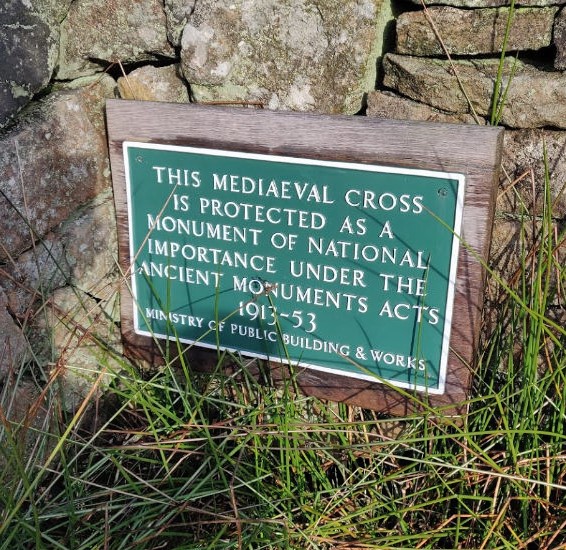 THIS MEDIAEVAL CROSS
IS PROTECTED AS A
MONUMENT OF NATIONAL
IMPORTANCE UNDER THE
ANCIENT MONUMENTS ACTS
1913-53
MINISTRY OF PUBLIC BUILDING & WORKS